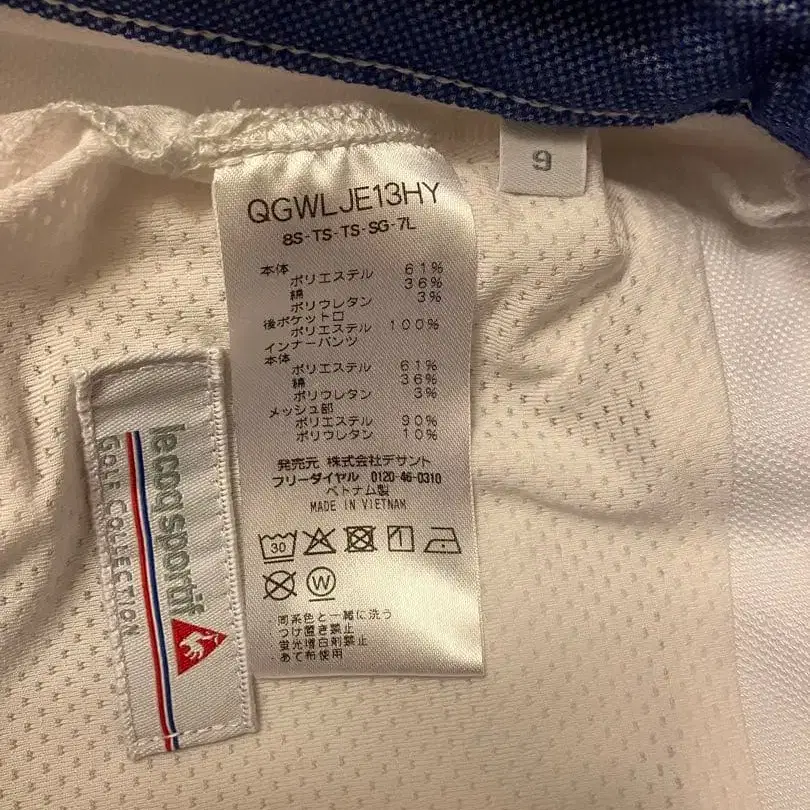 9
QGWLJE13HY
8S-TS-TS-SG-7L
本体
ポリエステル 61%
綿 36%
ポリウレタン 3%
後ポケット口
ポリエステル 100%
インナーパンツ
本体
ポリエステル 61%
綿 36%
ポリウレタン 3%
メッシュ部
ポリエステル 90%
ポリウレタン 10%
発売元 株式会社デサント
フリーダイヤル 0120-46-0310
ベトナム製
MADE IN VIETNAM
30
W
・同系色と一緒に洗う
・つけ置き禁止
・蛍光増白剤禁止
・あて布使用
le coq sportif
GOLF COLLECTION